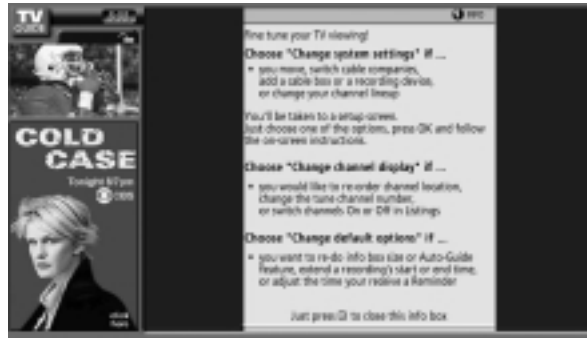 TV
GUIDE
INFO
Fine tune your TV viewing!
Choose "Change system settings" if ...
• you move, switch cable companies,
add a cable box or a recording device,
or change your channel lineup
You'll be taken to a setup screen.
Just choose one of the options, press OK and follow
the on-screen instructions.
Choose "Change channel display" if ...
• you would like to re-order channel location,
change the tune channel number,
or switch channels On or Off in Listings
Choose "Change default options" if ...
• you want to re-do info box size or Auto-Guide
feature, extend a recording's start or end time,
or adjust the time your receive a Reminder
Just press to close this info box
COLD
CASE
Tonight 8/7pm
CBS
click
here